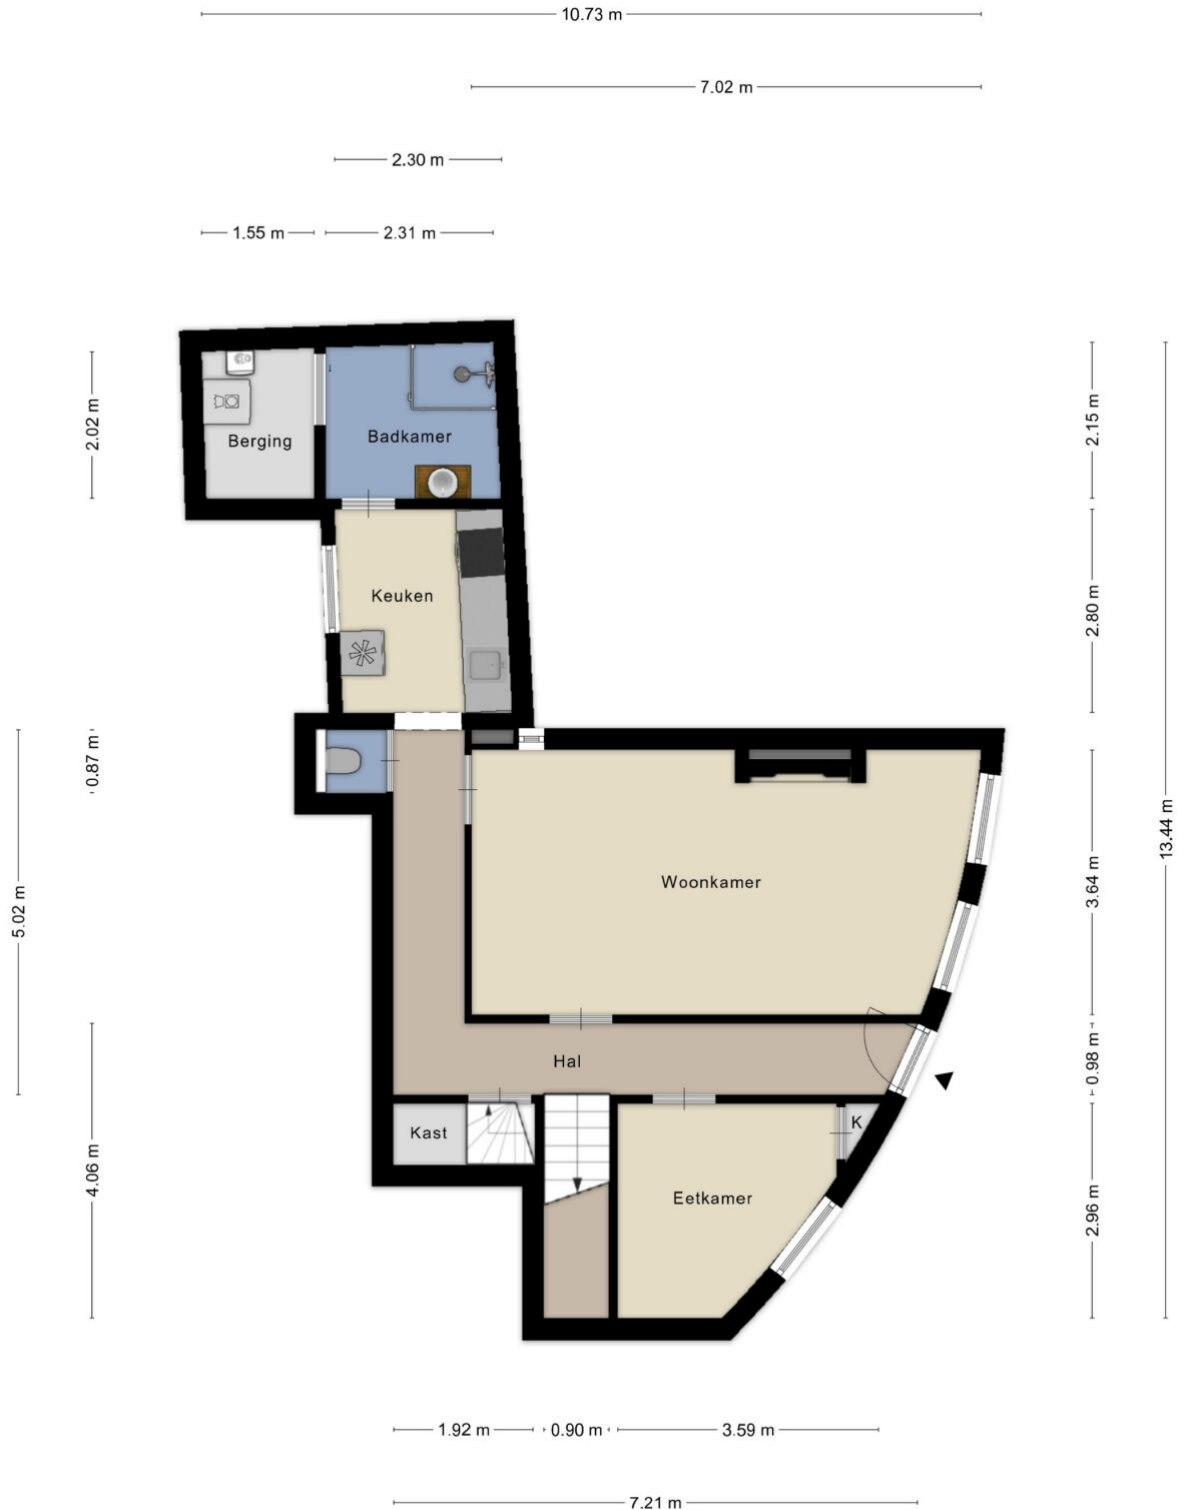 10.73 m
7.02 m
2.30 m
1.55 m
2.31 m
2.02 m
2.15 m
Berging
Badkamer
Keuken
2.80 m
0.87 m
5.02 m
Woonkamer
3.64 m
13.44 m
Hal
0.98 m
Kast
K
4.06 m
Eetkamer
2.96 m
1.92 m
0.90 m
3.59 m
7.21 m